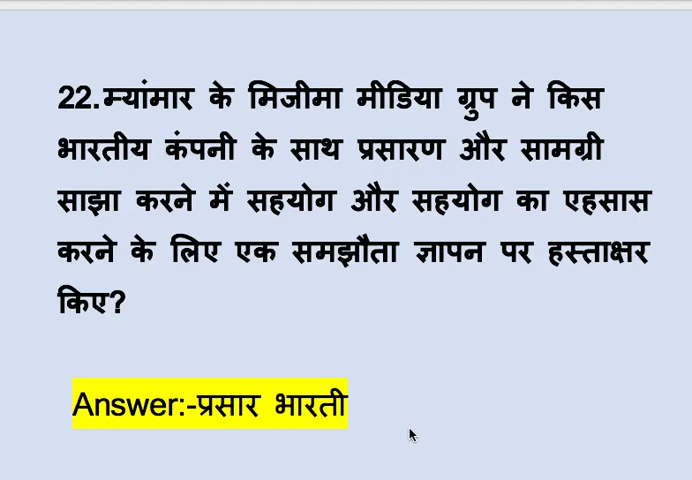 22.म्यांमार के मिजीमा मीडिया ग्रुप ने किस
भारतीय कंपनी के साथ प्रसारण और सामग्री
साझा करने में सहयोग और सहयोग का एहसास
करने के लिए एक समझौता ज्ञापन पर हस्ताक्षर
किए?
Answer:-प्रसार भारती